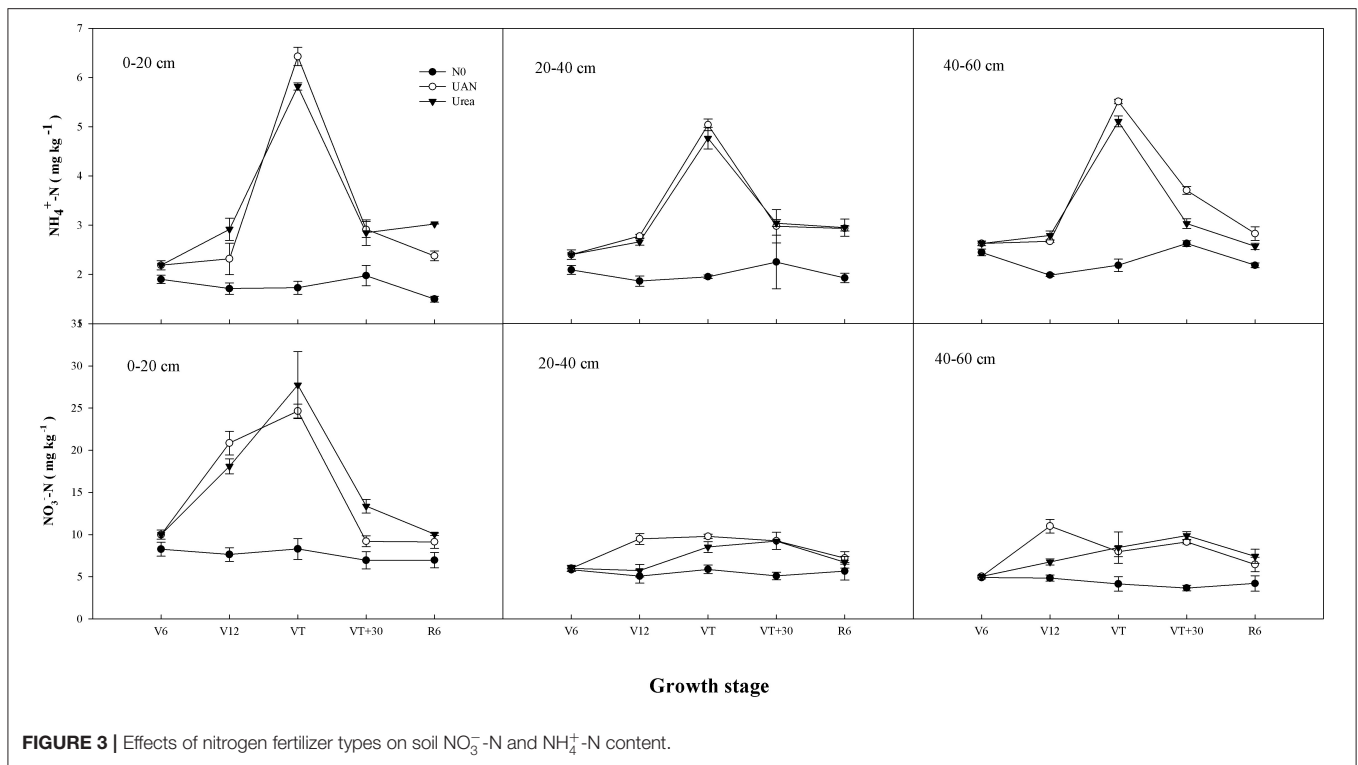 7
6
5
4
3
2
1
NH₄⁺-N ( mg kg⁻¹ )
0-20 cm
N0
UAN
Urea
20-40 cm
40-60 cm
35
30
25
20
15
10
5
0
NO₃⁻-N ( mg kg⁻¹ )
0-20 cm
20-40 cm
40-60 cm
V6 V12 VT VT+30 R6 V6 V12 VT VT+30 R6 V6 V12 VT VT+30 R6
Growth stage
FIGURE 3 | Effects of nitrogen fertilizer types on soil NO₃⁻-N and NH₄⁺-N content.